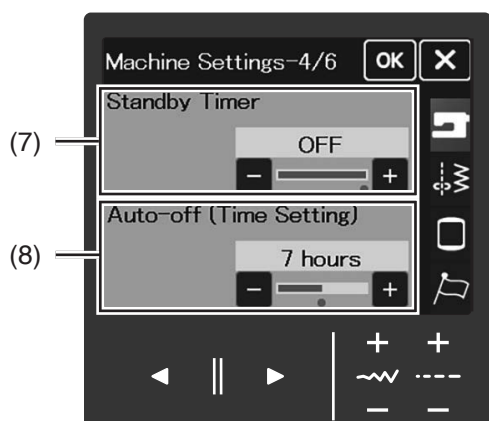 Machine Settings-4/6 OK
Standby Timer
(7)
OFF
− +
Auto-off (Time Setting)
(8)
7 hours
− +
+ +
− −